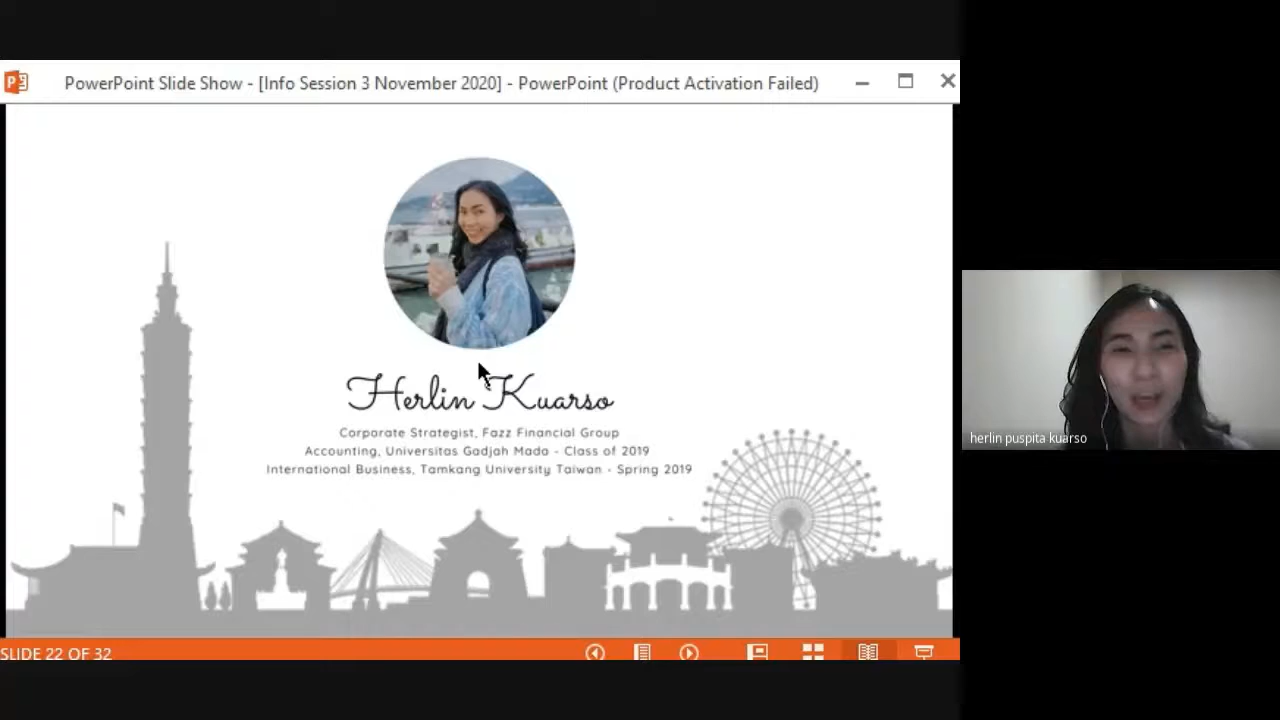 PowerPoint Slide Show - [Info Session 3 November 2020] - PowerPoint (Product Activation Failed)
Herlin Kuarso
Corporate Strategist, Fazz Financial Group
Accounting, Universitas Gadjah Mada - Class of 2019
International Business, Tamkang University Taiwan - Spring 2019
herlin puspita kuarso
SLIDE 22 OF 32